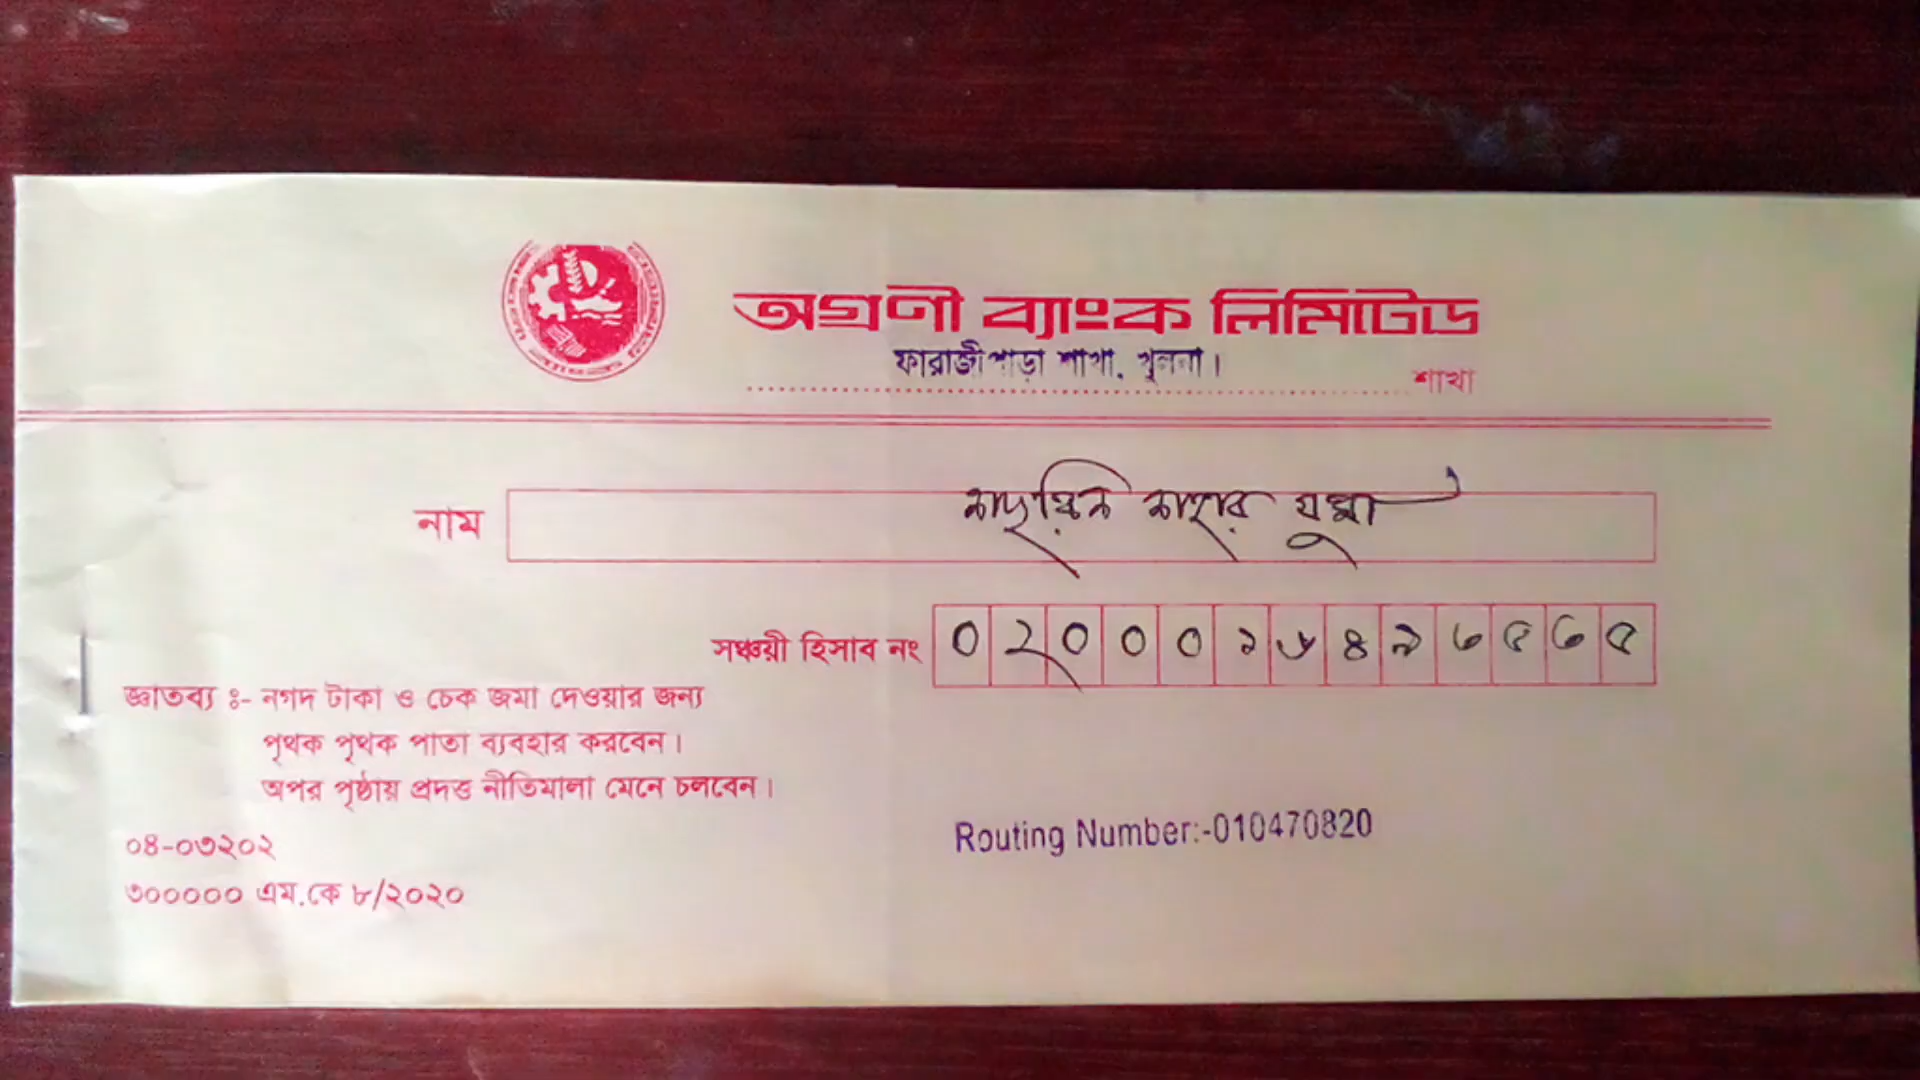 অগ্রণী ব্যাংক লিমিটেড
ফারাজীপাড়া শাখা, খুলনা।
শাখা
নাম
নাহার
সঞ্চয়ী হিসাব নং
জ্ঞাতব্য ঃ- নগদ টাকা ও চেক জমা দেওয়ার জন্য
পৃথক পৃথক পাতা ব্যবহার করবেন।
অপর পৃষ্ঠায় প্রদত্ত নীতিমালা মেনে চলবেন।
Routing Number:-010470820
০৪-০৩২০২
৩০০০০০ এম.কে ৮/২০২০